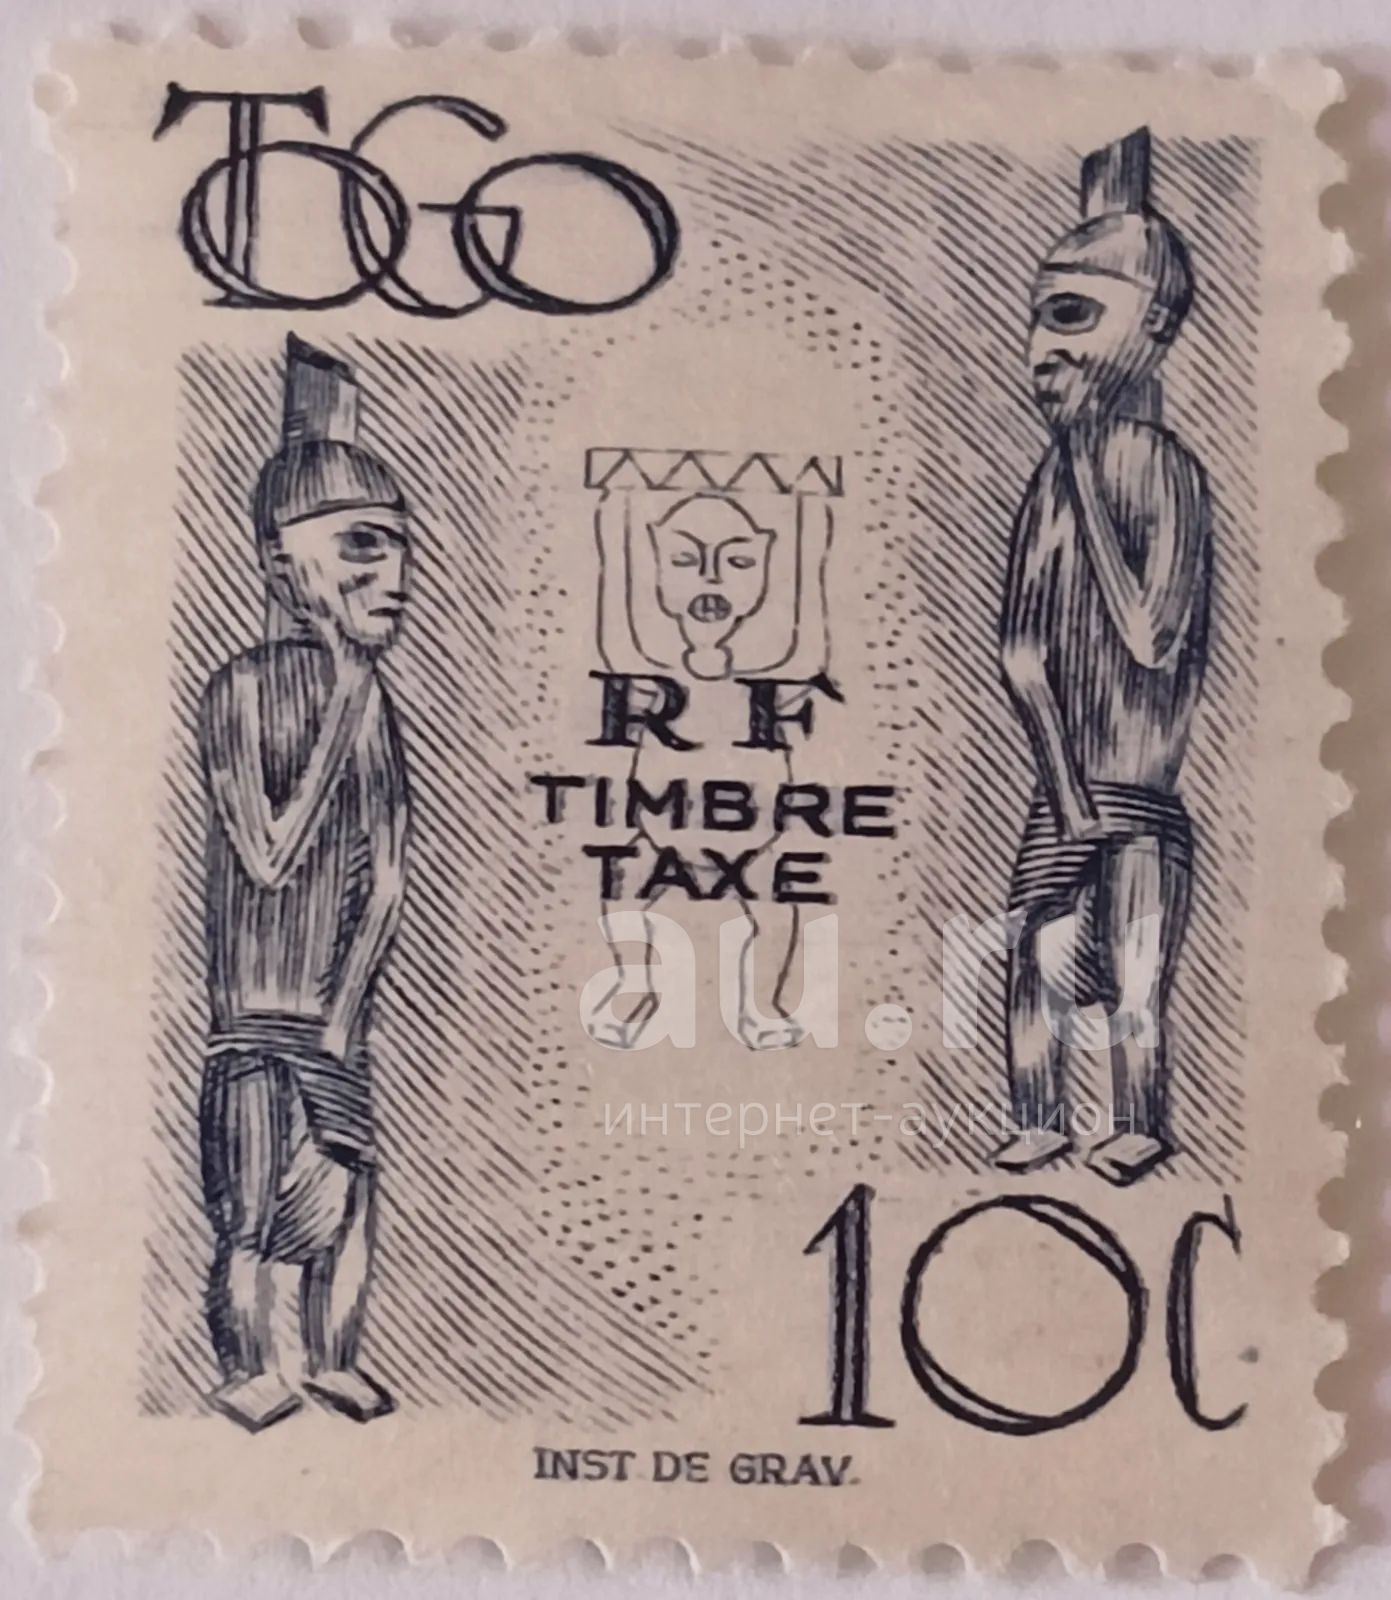 TOGO
RF
TIMBRE
TAXE
au.ru
интернет-аукцион
10C
INST DE GRAV.